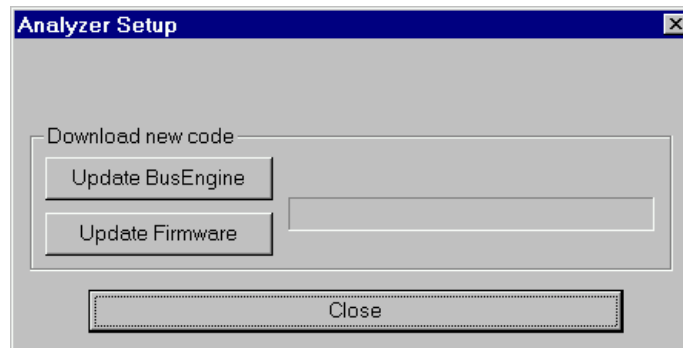 Analyzer Setup
Download new code
Update BusEngine
Update Firmware
Close